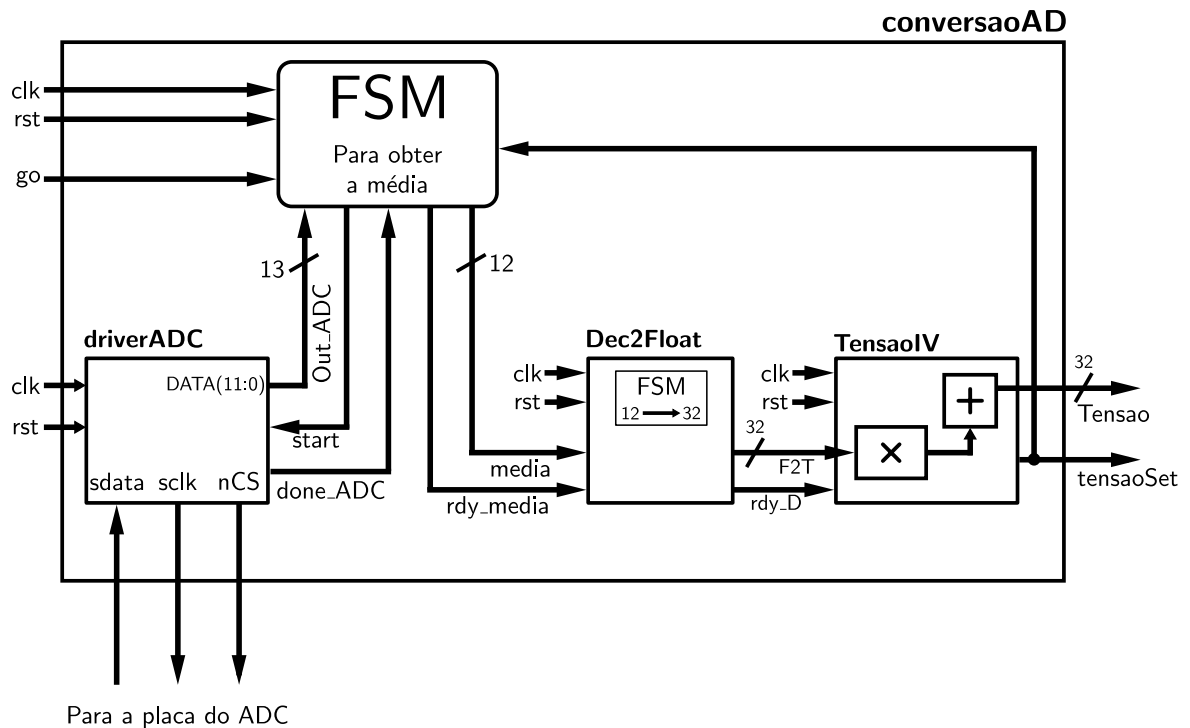 conversaoAD
clk
rst
go
FSM
Para obter
a média
13
12
Out_ADC
driverADC
clk
rst
DATA(11:0)
start
sdata sclk nCS
done_ADC
media
rdy_media
Dec2Float
clk
rst
FSM
12 32
32
F2T
rdy_D
TensaoIV
clk
rst
×
+
32
Tensao
tensaoSet
Para a placa do ADC